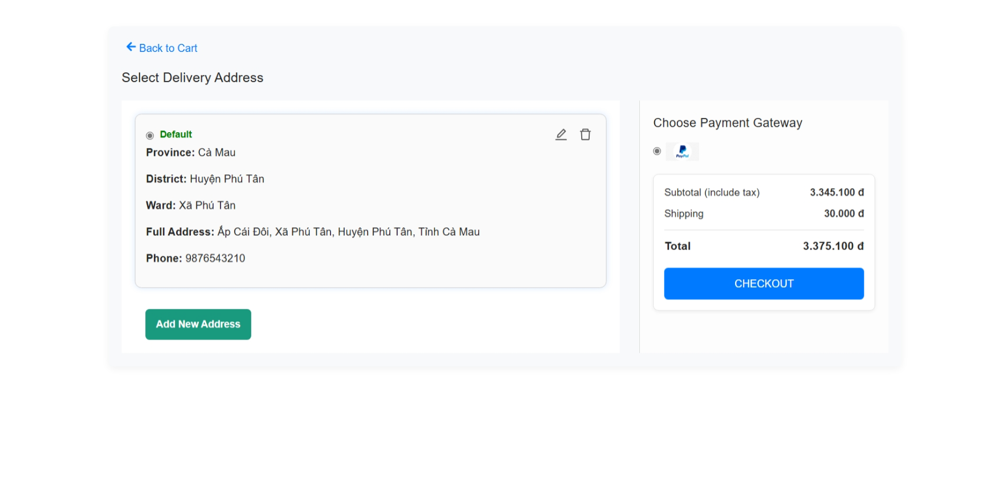 Back to Cart
Select Delivery Address
Default
Province: Cà Mau
District: Huyện Phú Tân
Ward: Xã Phú Tân
Full Address: Ấp Cái Đôi, Xã Phú Tân, Huyện Phú Tân, Tỉnh Cà Mau
Phone: 9876543210
Add New Address
Choose Payment Gateway
PayPal
Subtotal (include tax) 3.345.100 đ
Shipping 30.000 đ
Total 3.375.100 đ
CHECKOUT